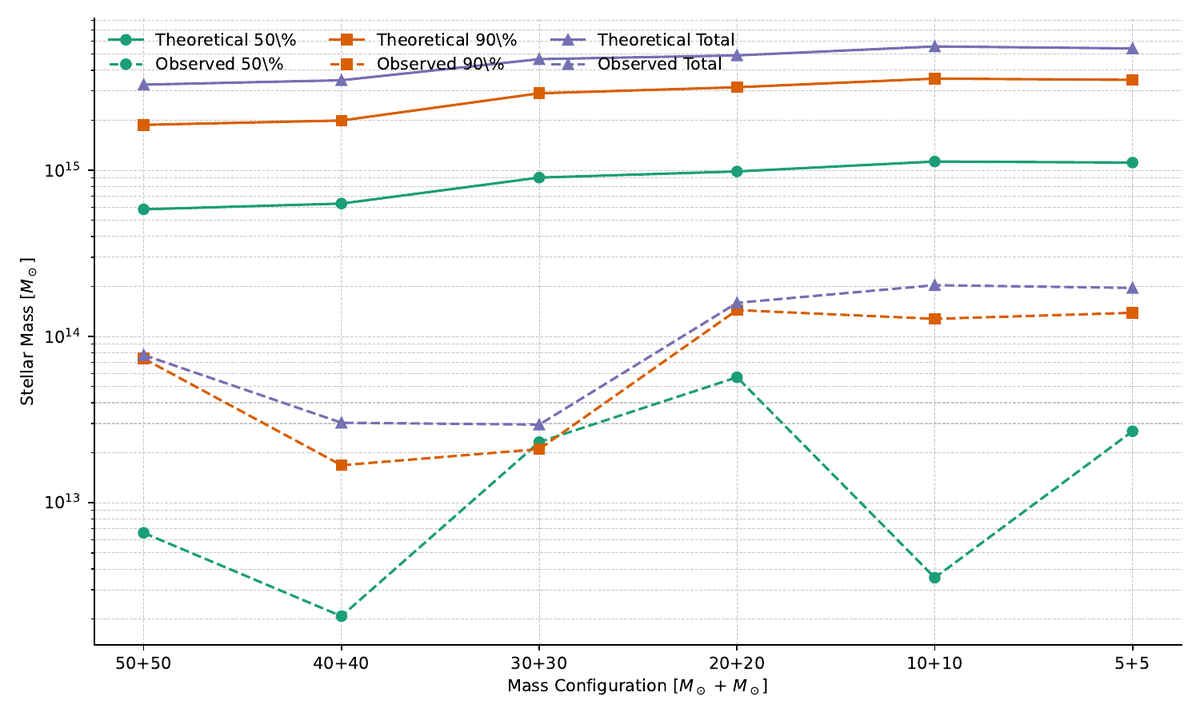 Theoretical 50\% Theoretical 90\% Theoretical Total
Observed 50\% Observed 90\% Observed Total
10¹⁵
10¹⁴
10¹³
Stellar Mass [M⊙]
50+50 40+40 30+30 20+20 10+10 5+5
Mass Configuration [M⊙ + M⊙]